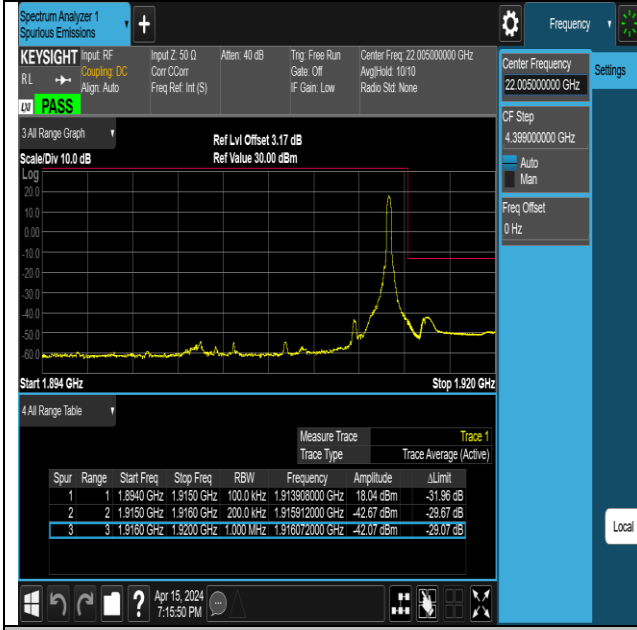 Spectrum Analyzer 1
Spurious Emissions
Frequency
KEYSIGHT
RL
LXI
PASS
Input: RF
Coupling: DC
Align: Auto
Input Z: 50 Ω
Corr CCorr
Freq Ref: Int (S)
Atten: 40 dB
Trig: Free Run
Gate: Off
IF Gain: Low
Center Freq: 22.005000000 GHz
Avg|Hold: 10/10
Radio Std: None
Center Frequency
22.005000000 GHz
Settings
CF Step
4.399000000 GHz
Auto
Man
Freq Offset
0 Hz
3 All Range Graph
Scale/Div 10.0 dB
Ref Lvl Offset 3.17 dB
Ref Value 30.00 dBm
Log
20.0
10.0
0.00
-10.0
-20.0
-30.0
-40.0
-50.0
-60.0
Start 1.894 GHz
Stop 1.920 GHz
4 All Range Table
Measure Trace Trace 1
Trace Type Trace Average (Active)
Spur Range Start Freq Stop Freq RBW Frequency Amplitude ΔLimit
1 1 1.8940 GHz 1.9150 GHz 100.0 kHz 1.913908000 GHz 18.04 dBm -31.96 dB
2 2 1.9150 GHz 1.9160 GHz 200.0 kHz 1.915912000 GHz -42.67 dBm -29.67 dB
3 3 1.9160 GHz 1.9200 GHz 1.000 MHz 1.916072000 GHz -42.07 dBm -29.07 dB
Local
?
Apr 15, 2024
7:15:50 PM